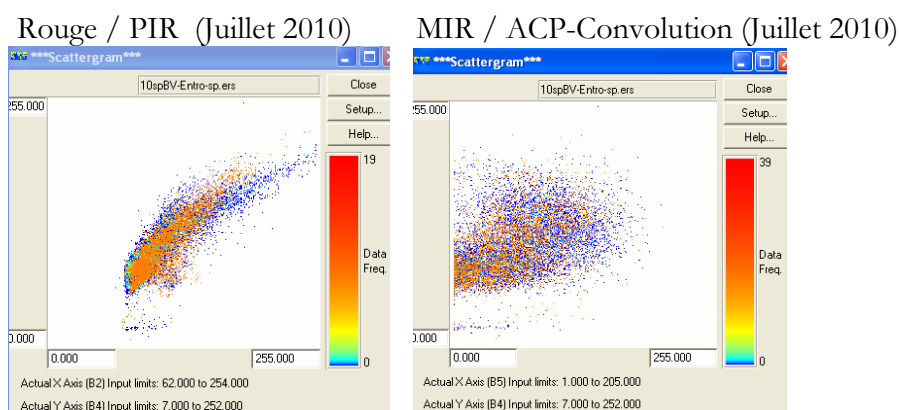 Rouge / PIR (Juillet 2010)
MIR / ACP-Convolution (Juillet 2010)
***Scattergram***
10spBV-Entro-sp.ers
Close
255.000
Setup...
Help...
19
Data
Freq.
0.000
0
0.000
255.000
Actual X Axis (B2) Input limits: 62.000 to 254.000
Actual Y Axis (B4) Input limits: 7.000 to 252.000
***Scattergram***
10spBV-Entro-sp.ers
Close
255.000
Setup...
Help...
39
Data
Freq.
0.000
0
0.000
255.000
Actual X Axis (B5) Input limits: 1.000 to 205.000
Actual Y Axis (B4) Input limits: 7.000 to 252.000